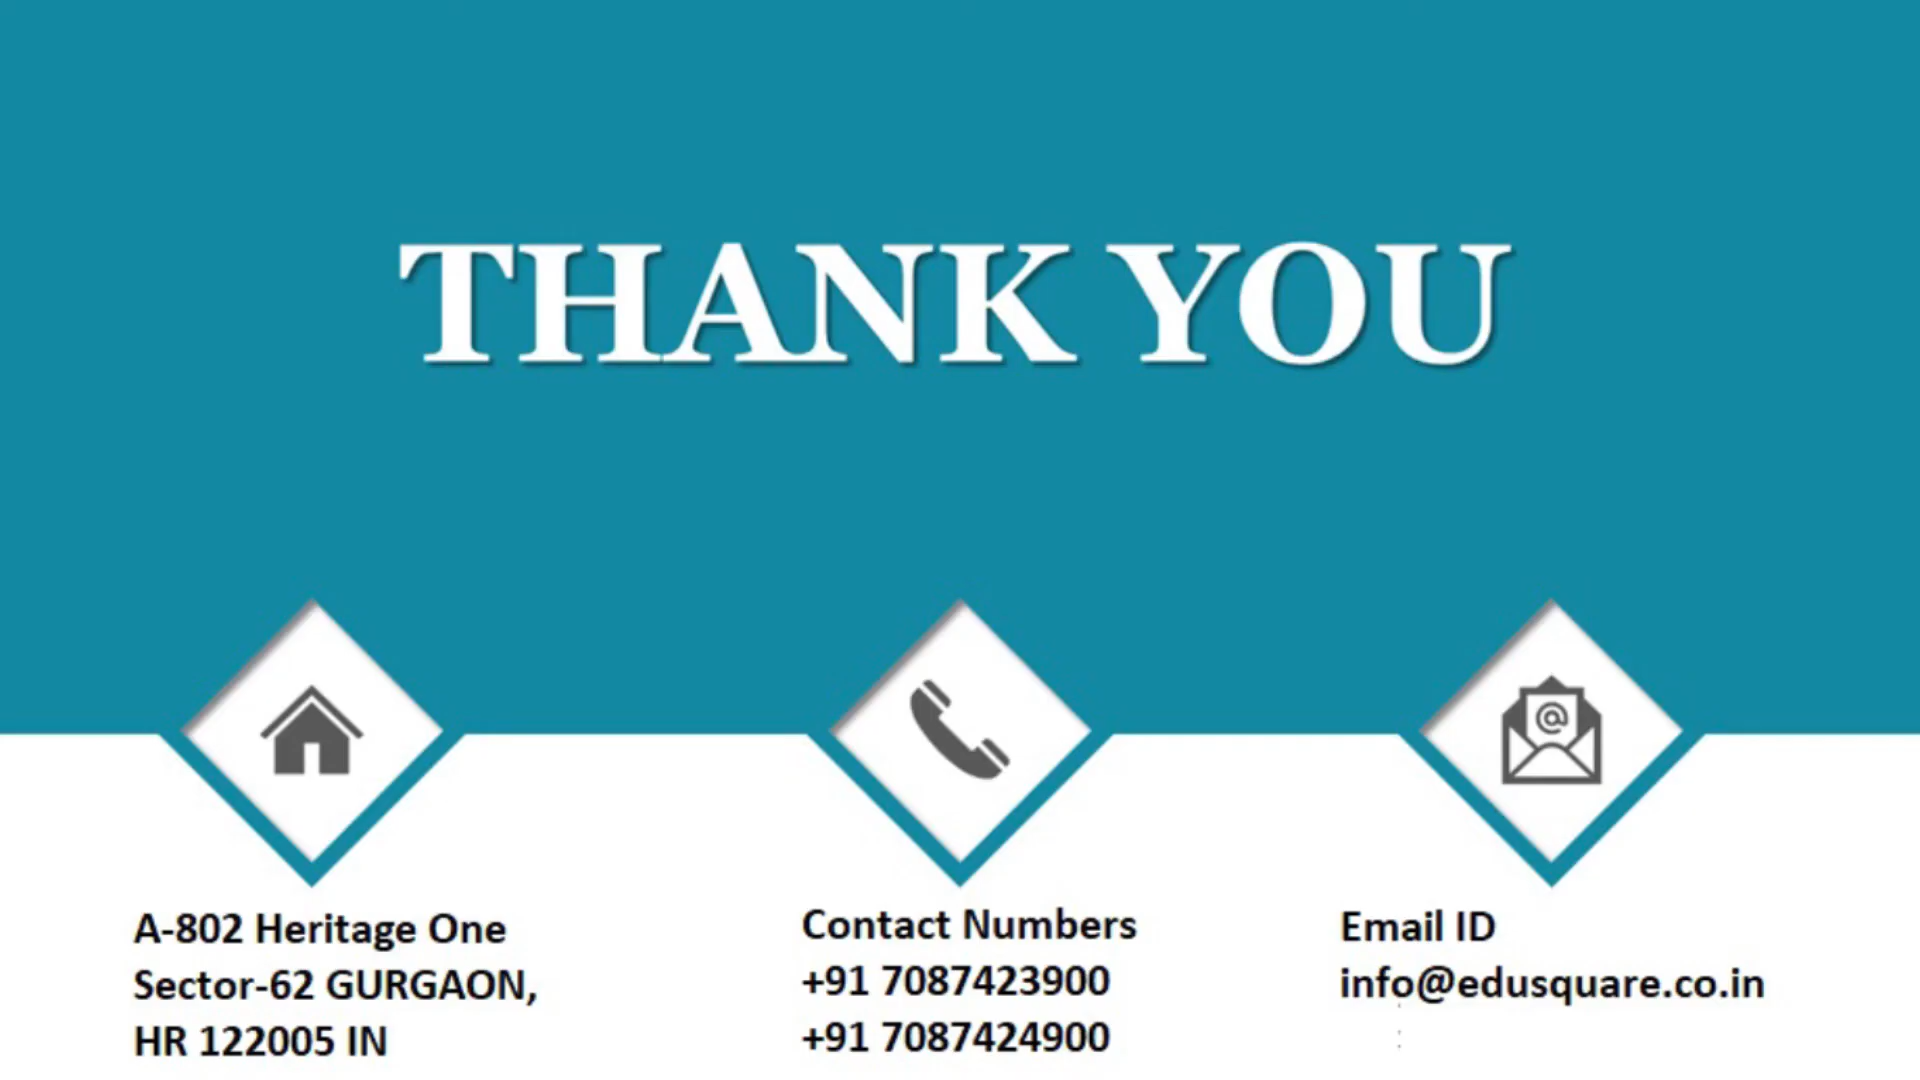 THANK YOU
A-802 Heritage One
Sector-62 GURGAON,
HR 122005 IN
Contact Numbers
+91 7087423900
+91 7087424900
Email ID
info@edusquare.co.in